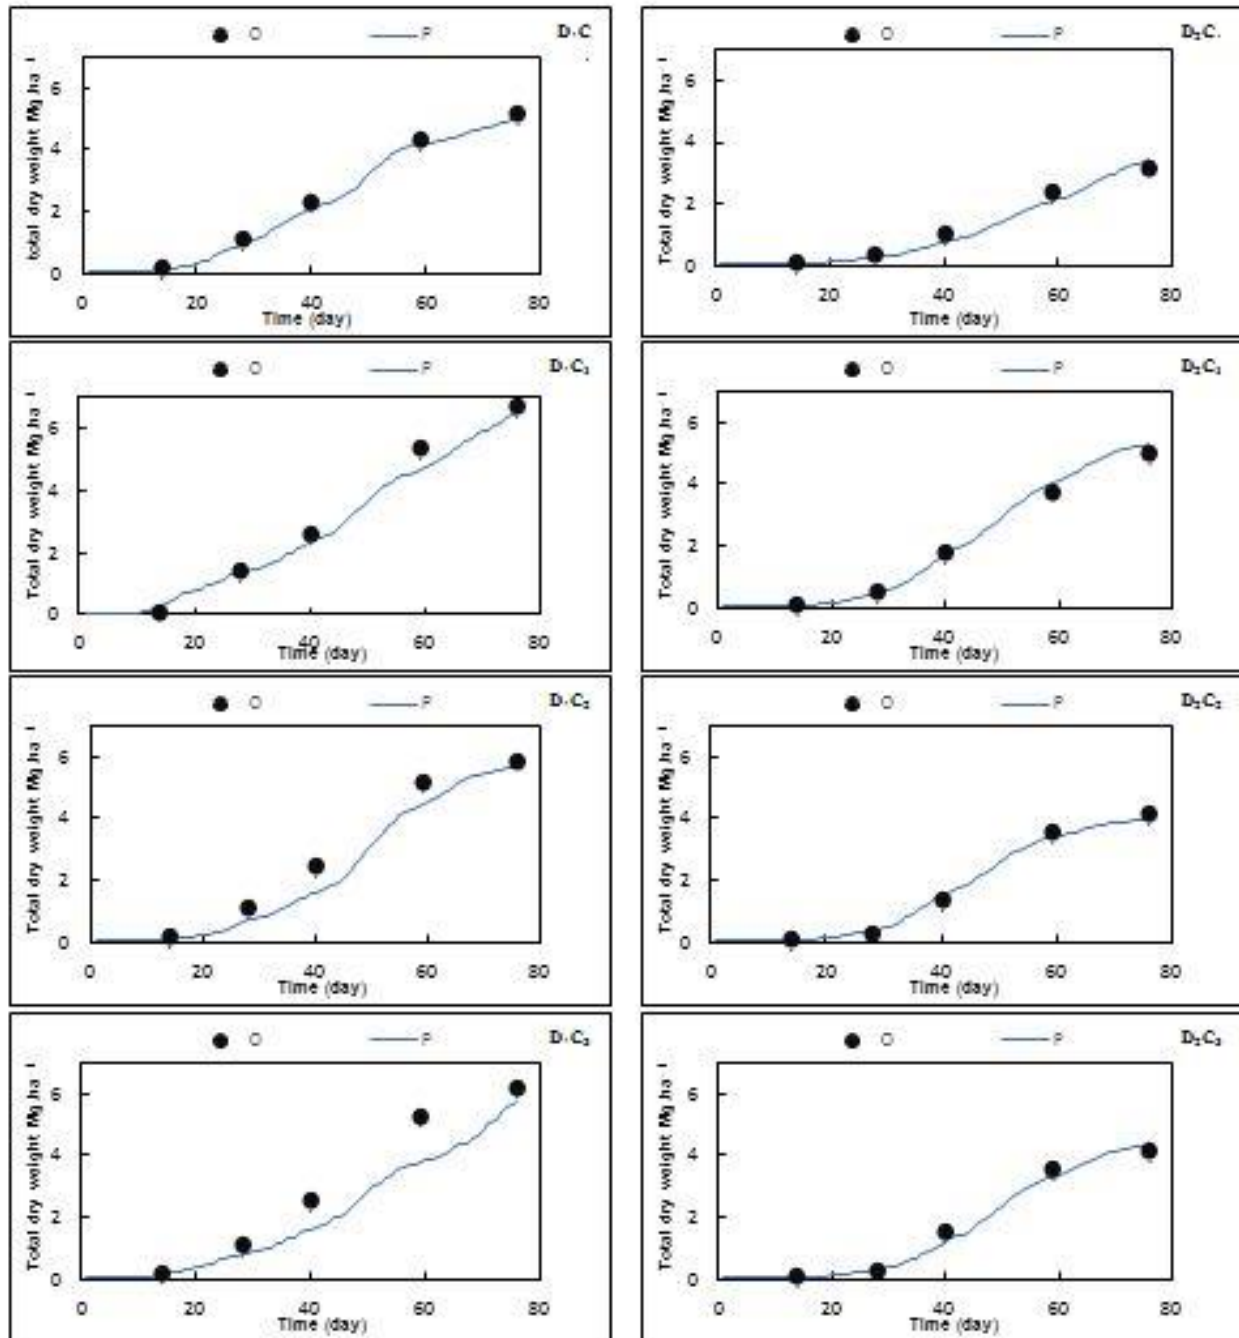 O P D·C
total dry weight Mg.ha⁻¹
6
4
2
0
0 20 40 60 80
Time (day)
O P D₂C.
Total dry weight Mg.ha⁻¹
6
4
2
0
0 20 40 60 80
Time (day)
O P D·C₁
Total dry weight Mg.ha⁻¹
6
4
2
0
0 20 40 60 80
Time (day)
O P D₂C₁
Total dry weight Mg.ha⁻¹
6
4
2
0
0 20 40 60 80
Time (day)
O P D·C₂
Total dry weight Mg.ha⁻¹
6
4
2
0
0 20 40 60 80
Time (day)
O P D₂C₂
Total dry weight Mg.ha⁻¹
6
4
2
0
0 20 40 60 80
Time (day)
O P D·C₃
Total dry weight Mg.ha⁻¹
6
4
2
0
0 20 40 60 80
Time (day)
O P D₂C₃
Total dry weight Mg.ha⁻¹
6
4
2
0
0 20 40 60 80
Time (day)